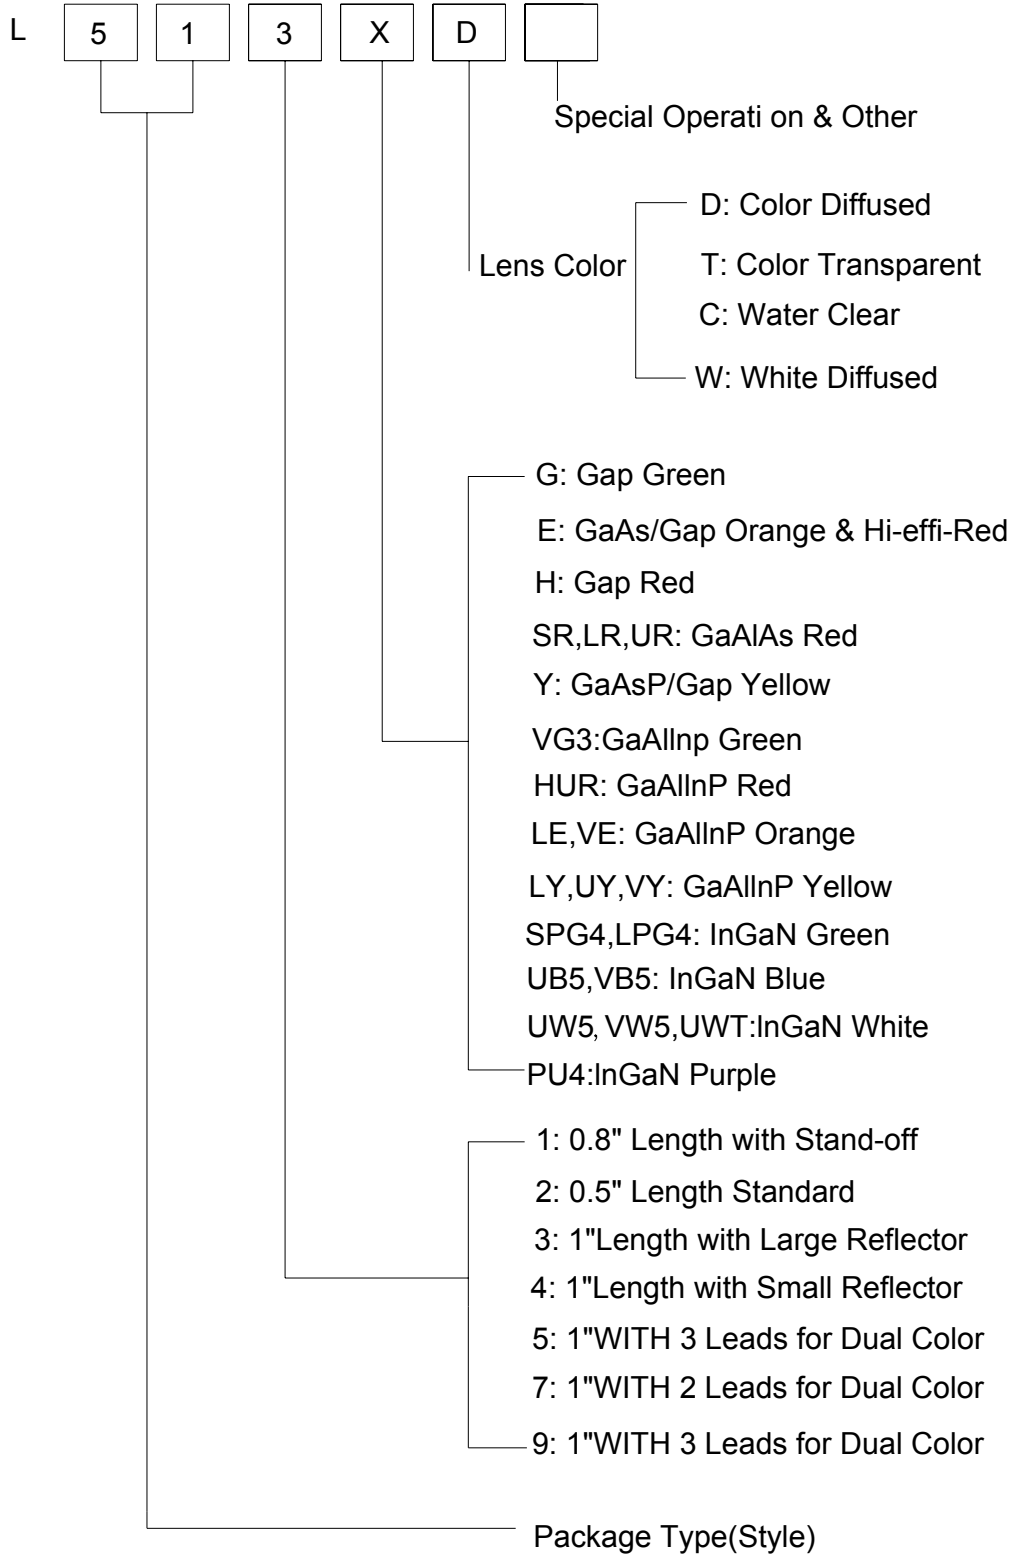 L 5 1 3 X D
Special Operati on & Other
D: Color Diffused
Lens Color
T: Color Transparent
C: Water Clear
W: White Diffused
G: Gap Green
E: GaAs/Gap Orange & Hi-effi-Red
H: Gap Red
SR,LR,UR: GaAlAs Red
Y: GaAsP/Gap Yellow
VG3:GaAlInp Green
HUR: GaAlInP Red
LE,VE: GaAlInP Orange
LY,UY,VY: GaAlInP Yellow
SPG4,LPG4: InGaN Green
UB5,VB5: InGaN Blue
UW5, VW5,UWT:InGaN White
PU4:InGaN Purple
1: 0.8" Length with Stand-off
2: 0.5" Length Standard
3: 1"Length with Large Reflector
4: 1"Length with Small Reflector
5: 1"WITH 3 Leads for Dual Color
7: 1"WITH 2 Leads for Dual Color
9: 1"WITH 3 Leads for Dual Color
Package Type(Style)